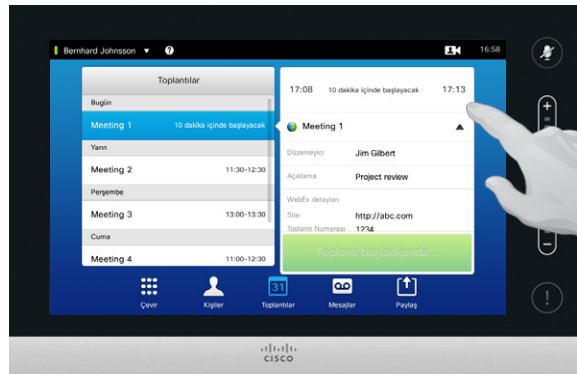 Bernhard Johnsson ▼ ? 16:58
Toplantılar
Bugün
Meeting 1 10 dakika içinde başlayacak
Yarın
Meeting 2 11:30-12:30
Perşembe
Meeting 3 13:00-13:30
Cuma
Meeting 4 11:00-12:30
17:08 10 dakika içinde başlayacak 17:13
Meeting 1
Düzenleyici Jim Gilbert
Açıklama Project review
WebEx detayları
Site http://abc.com
Toplantı Numarası 1234
Toplantı başladığında...
Çevir Kişiler 31 Toplantılar Mesajlar Paylaş
+
-
!
CISCO